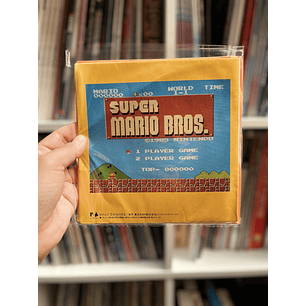 MARIO WORLD TIME
000000 ×00 1-1
SUPER
MARIO BROS.
©1985 NINTENDO
1 PLAYER GAME
2 PLAYER GAME
TOP- 000000